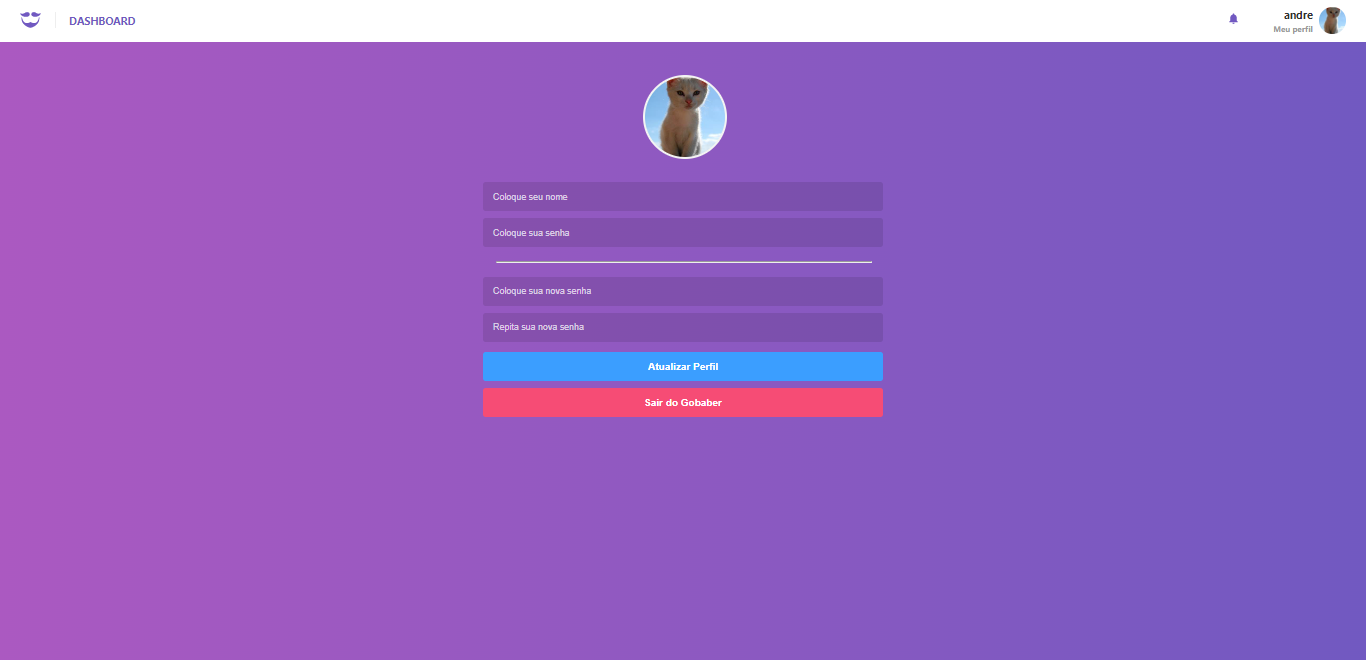 DASHBOARD
andre
Meu perfil
Coloque seu nome
Coloque sua senha
Coloque sua nova senha
Repita sua nova senha
Atualizar Perfil
Sair do Gobaber